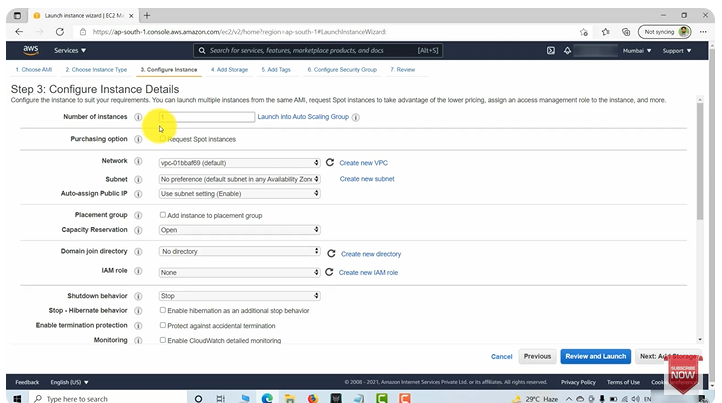 Launch instance wizard | EC2 Ma
https://ap-south-1.console.aws.amazon.com/ec2/v2/home?region=ap-south-1#LaunchInstanceWizard:
Not syncing
aws Services Search for services, features, marketplace products, and docs [Alt+S] Mumbai Support
1. Choose AMI 2. Choose Instance Type 3. Configure Instance 4. Add Storage 5. Add Tags 6. Configure Security Group 7. Review
Step 3: Configure Instance Details
Configure the instance to suit your requirements. You can launch multiple instances from the same AMI, request Spot instances to take advantage of the lower pricing, assign an access management role to the instance, and more.
Number of instances 1 Launch into Auto Scaling Group
Purchasing option Request Spot instances
Network vpc-01bbaf69 (default) Create new VPC
Subnet No preference (default subnet in any Availability Zone Create new subnet
Auto-assign Public IP Use subnet setting (Enable)
Placement group Add instance to placement group
Capacity Reservation Open
Domain join directory No directory Create new directory
IAM role None Create new IAM role
Shutdown behavior Stop
Stop - Hibernate behavior Enable hibernation as an additional stop behavior
Enable termination protection Protect against accidental termination
Monitoring Enable CloudWatch detailed monitoring
Cancel Previous Review and Launch Next: Add Storage
SUBSCRIBE
NOW
Feedback English (US) © 2008 - 2021, Amazon Internet Services Private Ltd. or its affiliates. All rights reserved. Privacy Policy Terms of Use
Type here to search 29°C Haze ENG